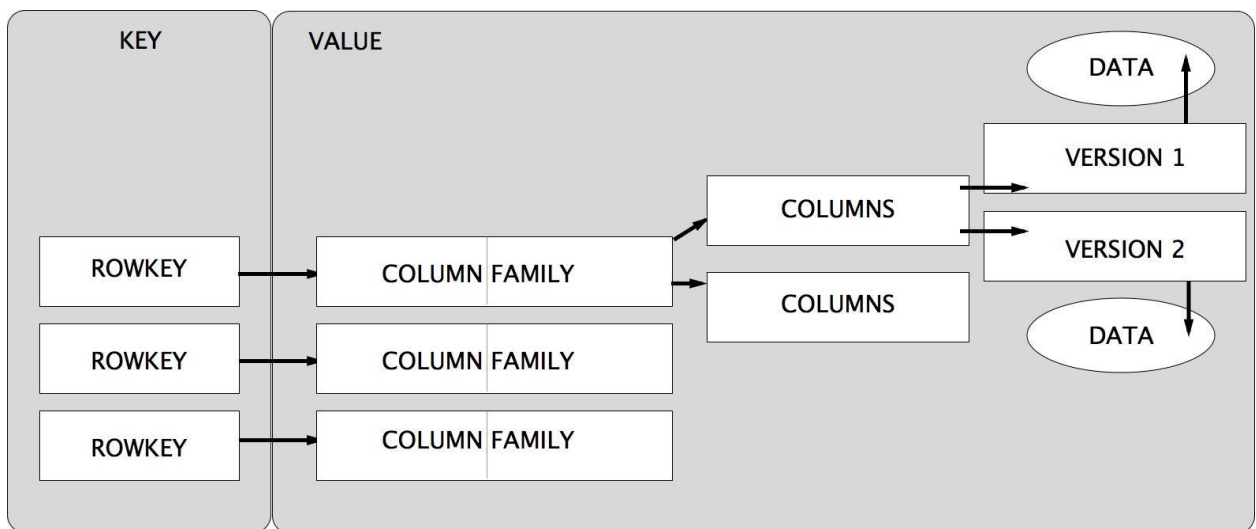 KEY
VALUE
DATA
VERSION 1
COLUMNS
VERSION 2
ROWKEY
COLUMN FAMILY
COLUMNS
DATA
ROWKEY
COLUMN FAMILY
ROWKEY
COLUMN FAMILY